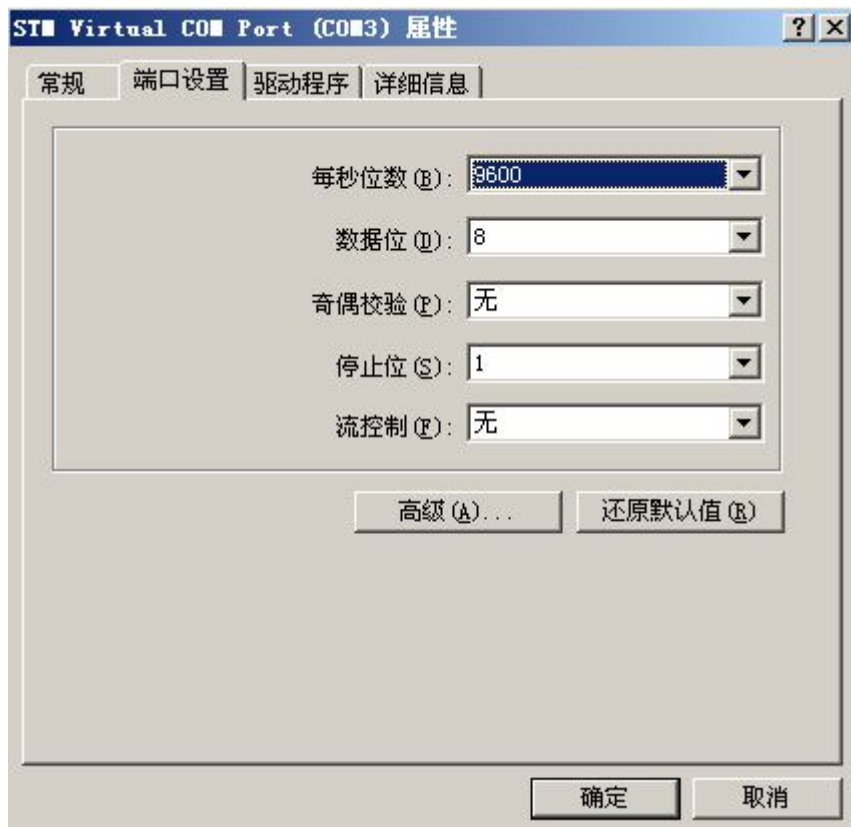 STM Virtual COM Port (COM3) 属性
常规 端口设置 驱动程序 详细信息
每秒位数(B): 9600
数据位(D): 8
奇偶校验(P): 无
停止位(S): 1
流控制(F): 无
高级(A)... 还原默认值(R)
确定 取消